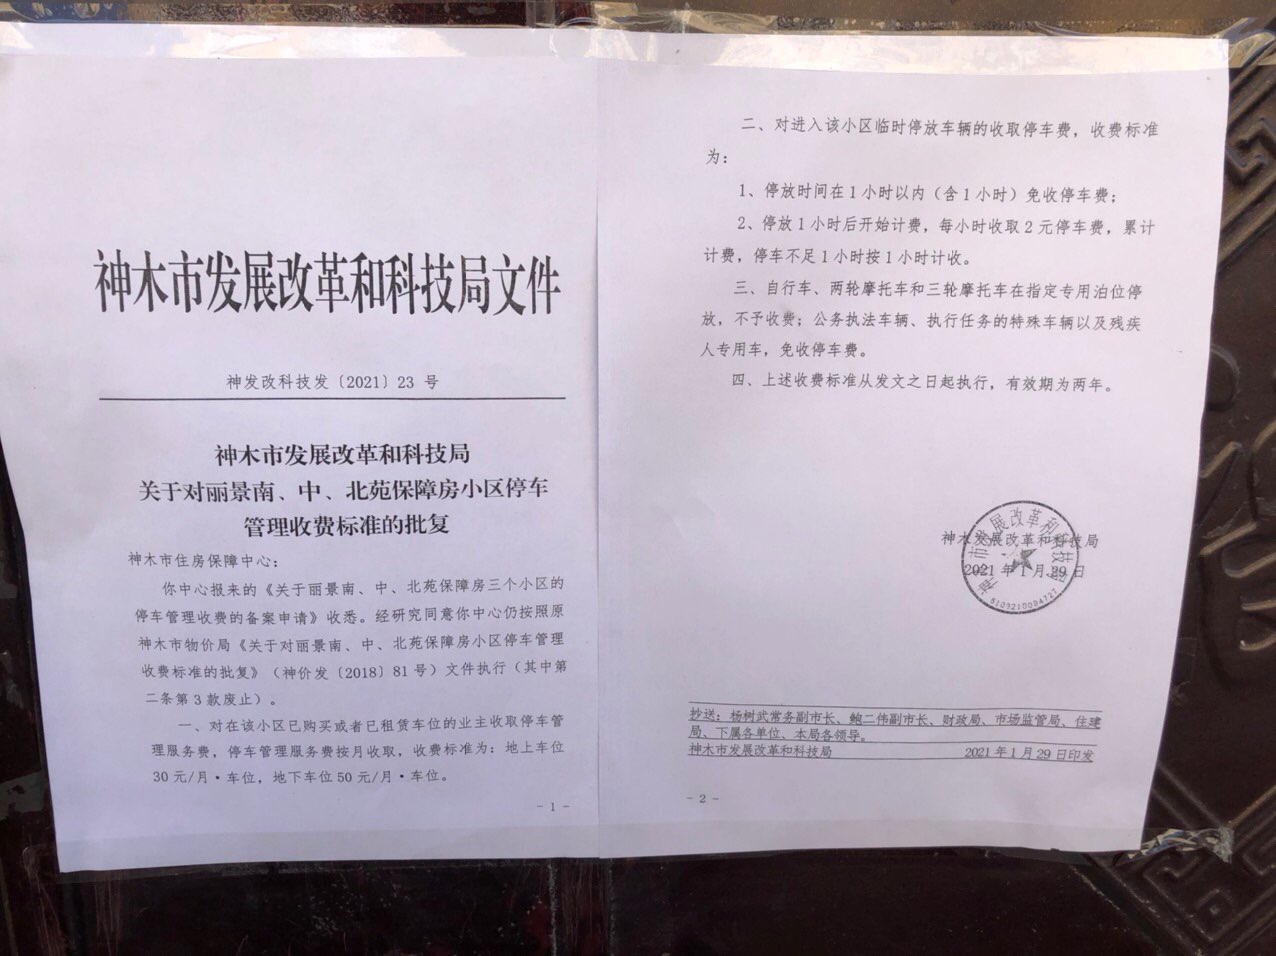 神木市发展改革和科技局文件
神发改科技发〔2021〕23 号
神木市发展改革和科技局
关于对丽景南、中、北苑保障房小区停车
管理收费标准的批复
神木市住房保障中心：
你中心报来的《关于丽景南、中、北苑保障房三个小区的
停车管理收费的备案申请》收悉。经研究同意你中心仍按照原
神木市物价局《关于对丽景南、中、北苑保障房小区停车管理
收费标准的批复》（神价发〔2018〕81 号）文件执行（其中第
二条第 3 款废止）。
一、对在该小区已购买或者已租赁车位的业主收取停车管
理服务费，停车管理服务费按月收取，收费标准为：地上车位
30 元/月·车位，地下车位 50 元/月·车位。
- 1 -
二、对进入该小区临时停放车辆的收取停车费，收费标准
为：
1、停放时间在 1 小时以内（含 1 小时）免收停车费；
2、停放 1 小时后开始计费，每小时收取 2 元停车费，累计
计费，停车不足 1 小时按 1 小时计收。
三、自行车、两轮摩托车和三轮摩托车在指定专用泊位停
放，不予收费；公务执法车辆、执行任务的特殊车辆以及残疾
人专用车，免收停车费。
四、上述收费标准从发文之日起执行，有效期为两年。
神木市发展改革和科技局
2021 年 1 月 29 日
抄送：杨树武常务副市长、鲍二伟副市长、财政局、市场监管局、住建
局、下属各单位、本局各领导。
神木市发展改革和科技局 2021 年 1 月 29 日印发
- 2 -